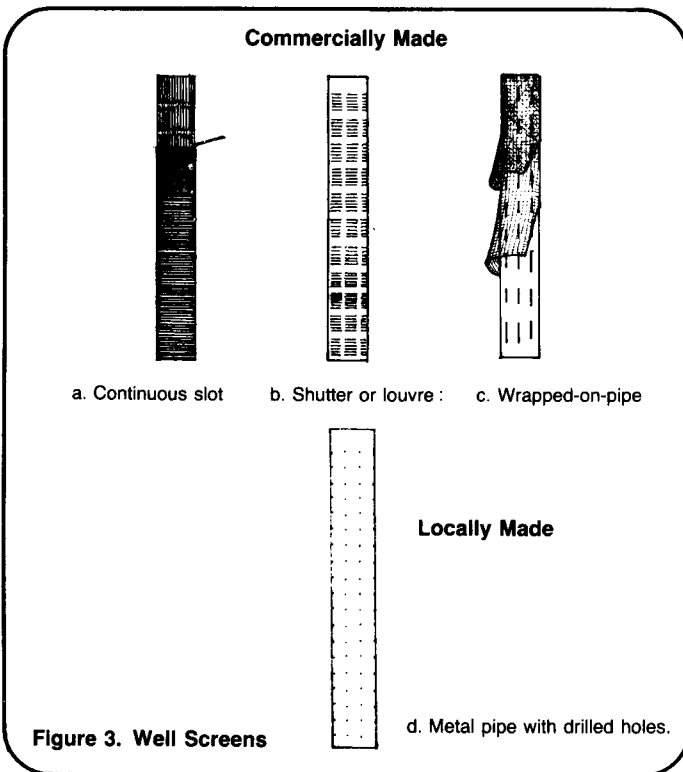 Commercially Made
a. Continuous slot
b. Shutter or louvre :
c. Wrapped-on-pipe
Locally Made
d. Metal pipe with drilled holes.
Figure 3. Well Screens